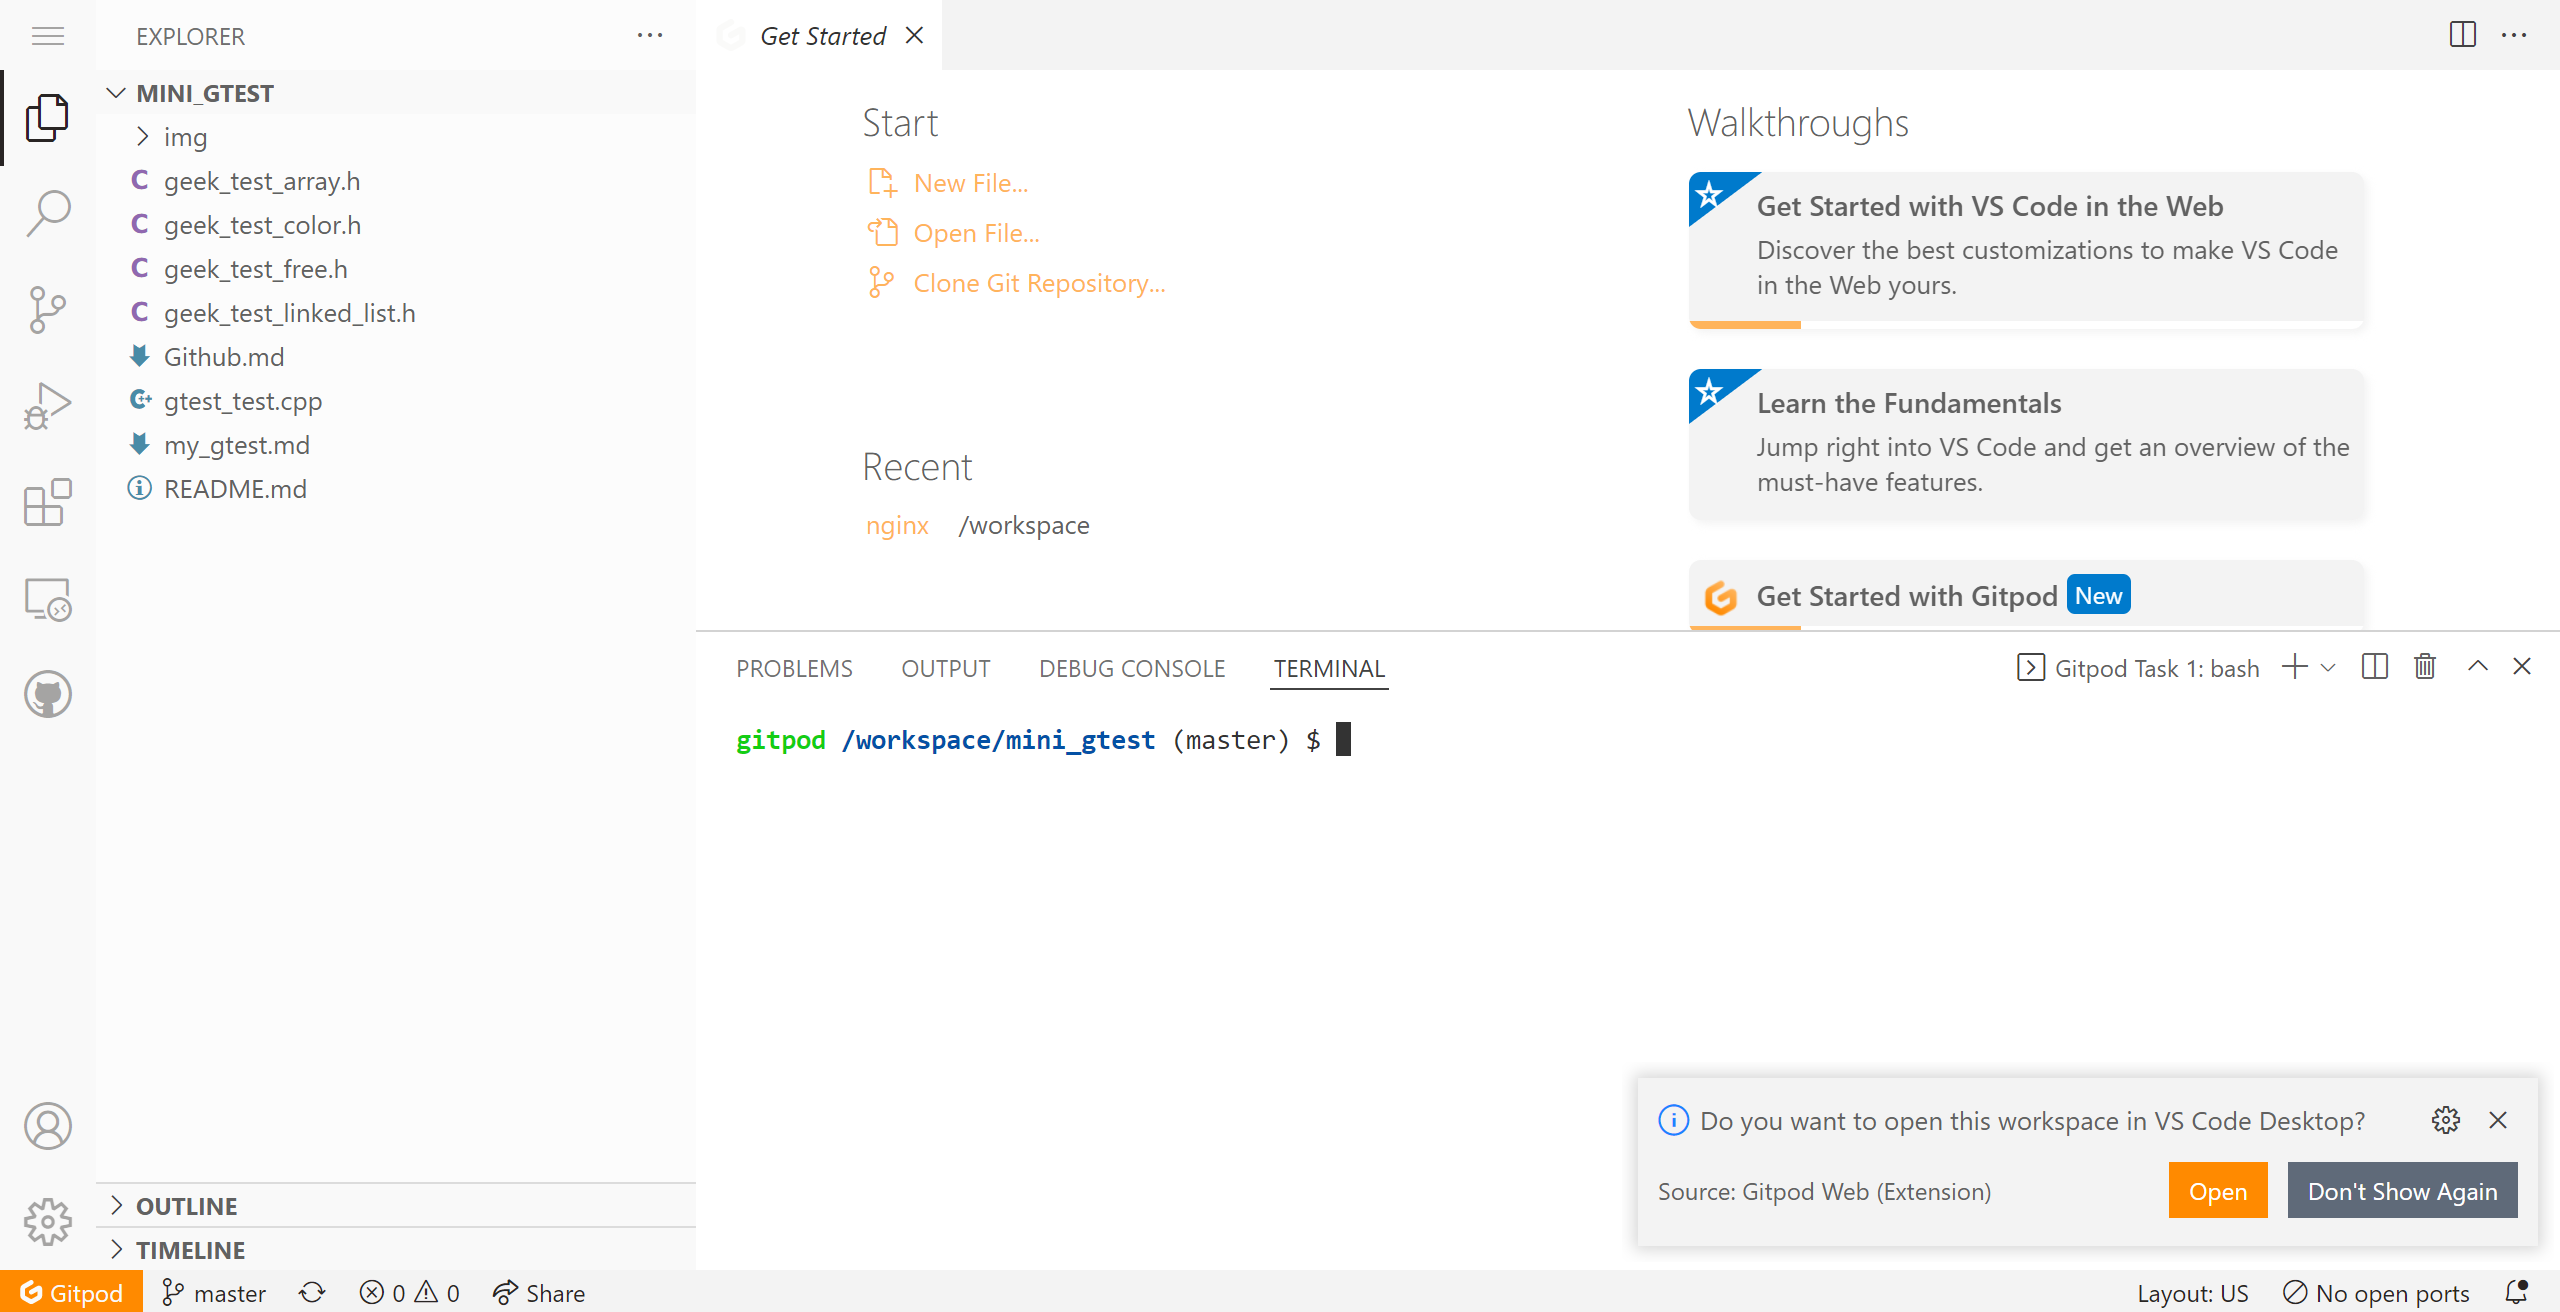 EXPLORER
MINI_GTEST
img
geek_test_array.h
geek_test_color.h
geek_test_free.h
geek_test_linked_list.h
Github.md
gtest_test.cpp
my_gtest.md
README.md
OUTLINE
TIMELINE
Get Started
Start
New File...
Open File...
Clone Git Repository...
Recent
nginx /workspace
Walkthroughs
Get Started with VS Code in the Web
Discover the best customizations to make VS Code
in the Web yours.
Learn the Fundamentals
Jump right into VS Code and get an overview of the
must-have features.
Get Started with Gitpod New
PROBLEMS OUTPUT DEBUG CONSOLE TERMINAL
Gitpod Task 1: bash
gitpod /workspace/mini_gtest (master) $
Do you want to open this workspace in VS Code Desktop?
Source: Gitpod Web (Extension)
Open
Don't Show Again
Gitpod master 0 0 Share
Layout: US No open ports